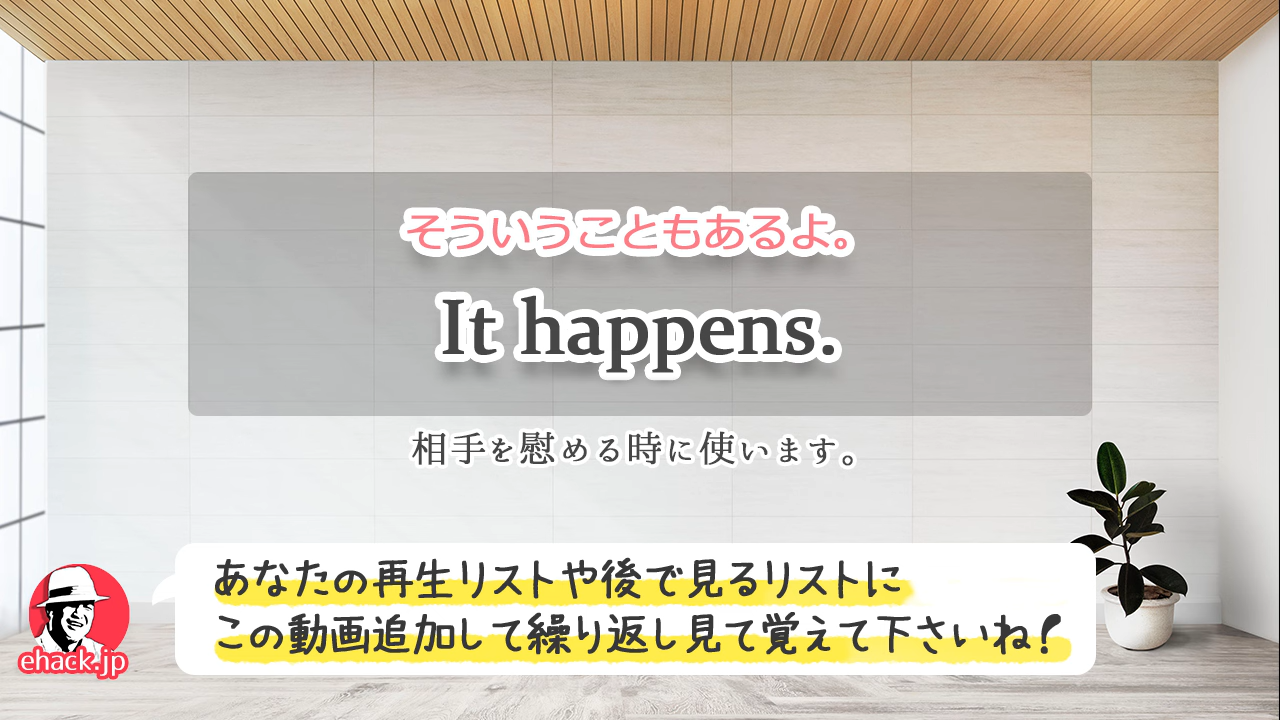 そういうこともあるよ。
It happens.
相手を慰める時に使います。
あなたの再生リストや後で見るリストに
この動画追加して繰り返し見て覚えて下さいね!
ehack.jp